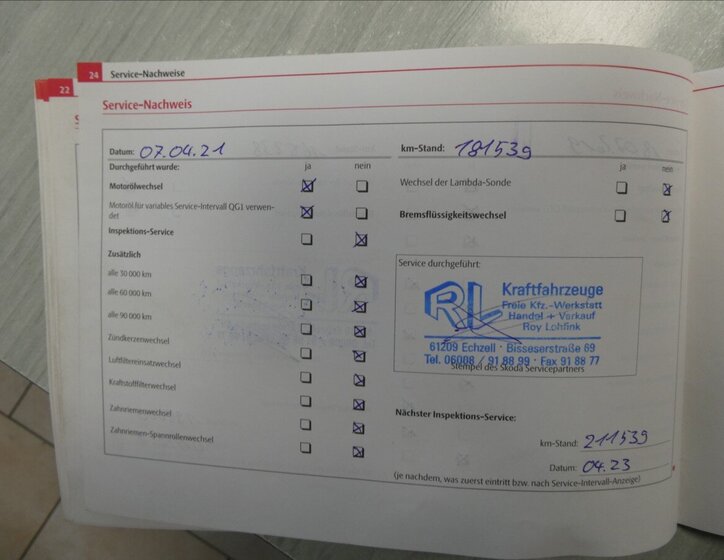 22
24 Service-Nachweise
Service-Nachweis
Datum: 07.04.21
km-Stand: 181539
Durchgeführt wurde: ja nein
ja nein
Motorölwechsel
Wechsel der Lambda-Sonde
Motoröl für variables Service-Intervall QG1 verwen-
det
Bremsflüssigkeitswechsel
Inspektions-Service
Zusätzlich
alle 30 000 km
alle 60 000 km
alle 90 000 km
Zündkerzenwechsel
Luftfiltereinsatzwechsel
Kraftstofffilterwechsel
Zahnriemenwechsel
Zahnriemen-Spannrollenwechsel
Service durchgeführt:
RL Kraftfahrzeuge
Freie Kfz.-Werkstatt
Handel + Verkauf
Roy Lohfink
61209 Echzell · Bisseserstraße 69
Tel. 06008 / 91 88 99 · Fax 91 88 77
Stempel des Skoda Servicepartners
Nächster Inspektions-Service:
km-Stand: 211539
Datum: 04.23
(je nachdem, was zuerst eintritt bzw. nach Service-Intervall-Anzeige)